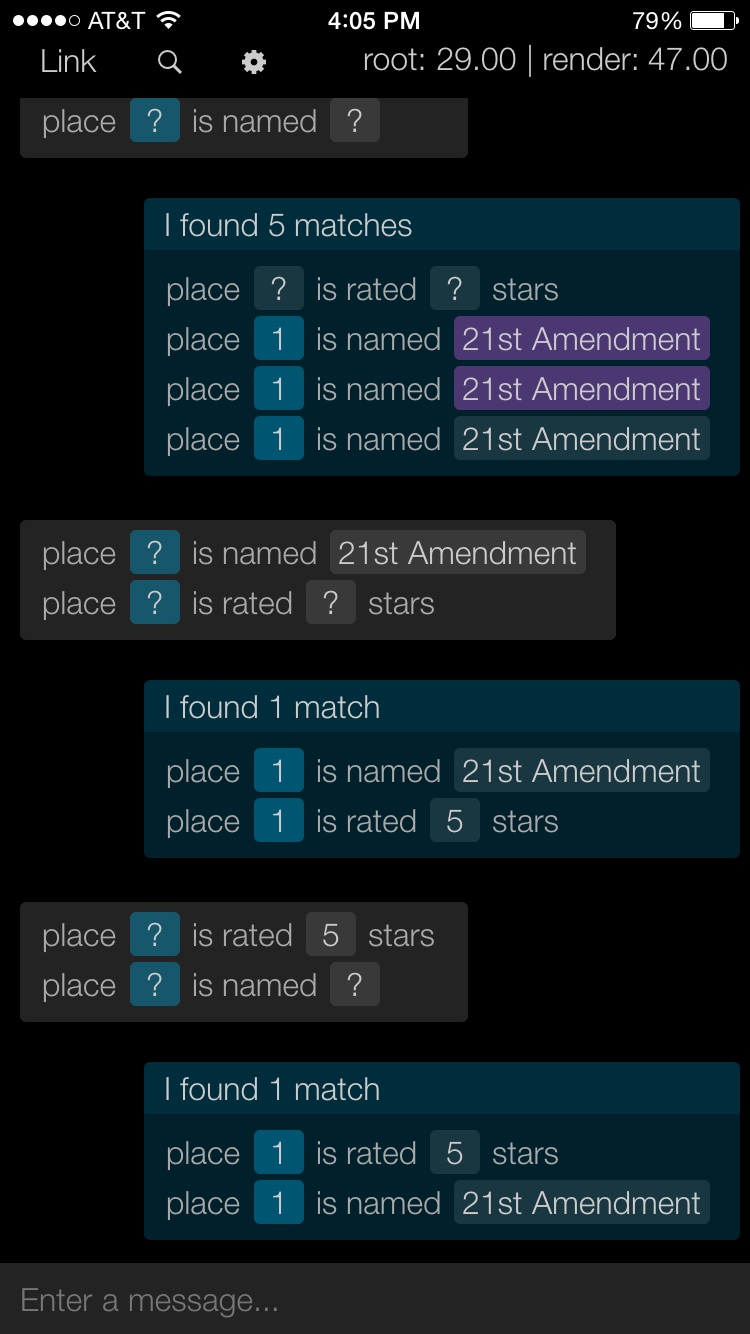 AT&T 4:05 PM 79%
Link root: 29.00 | render: 47.00
place ? is named ?
I found 5 matches
place ? is rated ? stars
place 1 is named 21st Amendment
place 1 is named 21st Amendment
place 1 is named 21st Amendment
place ? is named 21st Amendment
place ? is rated ? stars
I found 1 match
place 1 is named 21st Amendment
place 1 is rated 5 stars
place ? is rated 5 stars
place ? is named ?
I found 1 match
place 1 is rated 5 stars
place 1 is named 21st Amendment
Enter a message...